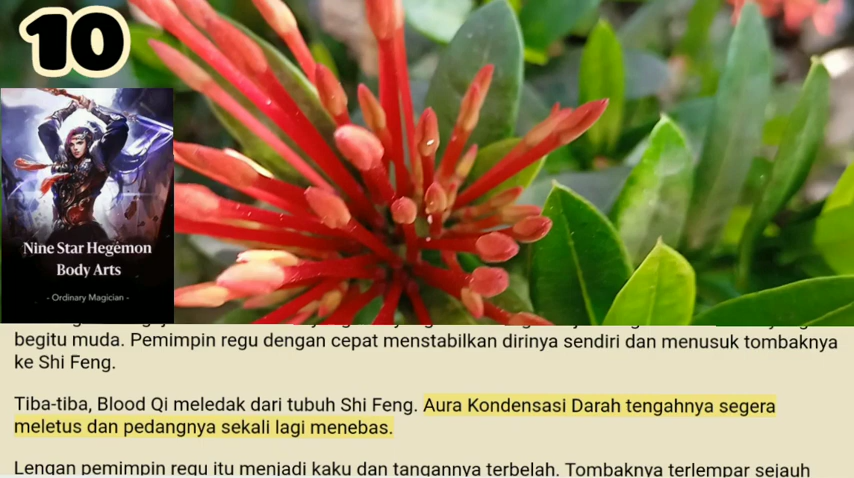 10
Nine Star Hegemon
Body Arts
- Ordinary Magician -
begitu muda. Pemimpin regu dengan cepat menstabilkan dirinya sendiri dan menusuk tombaknya
ke Shi Feng.
Tiba-tiba, Blood Qi meledak dari tubuh Shi Feng. Aura Kondensasi Darah tengahnya segera
meletus dan pedangnya sekali lagi menebas.
Lengan pemimpin regu itu menjadi kaku dan tangannya terbelah. Tombaknya terlempar sejauh